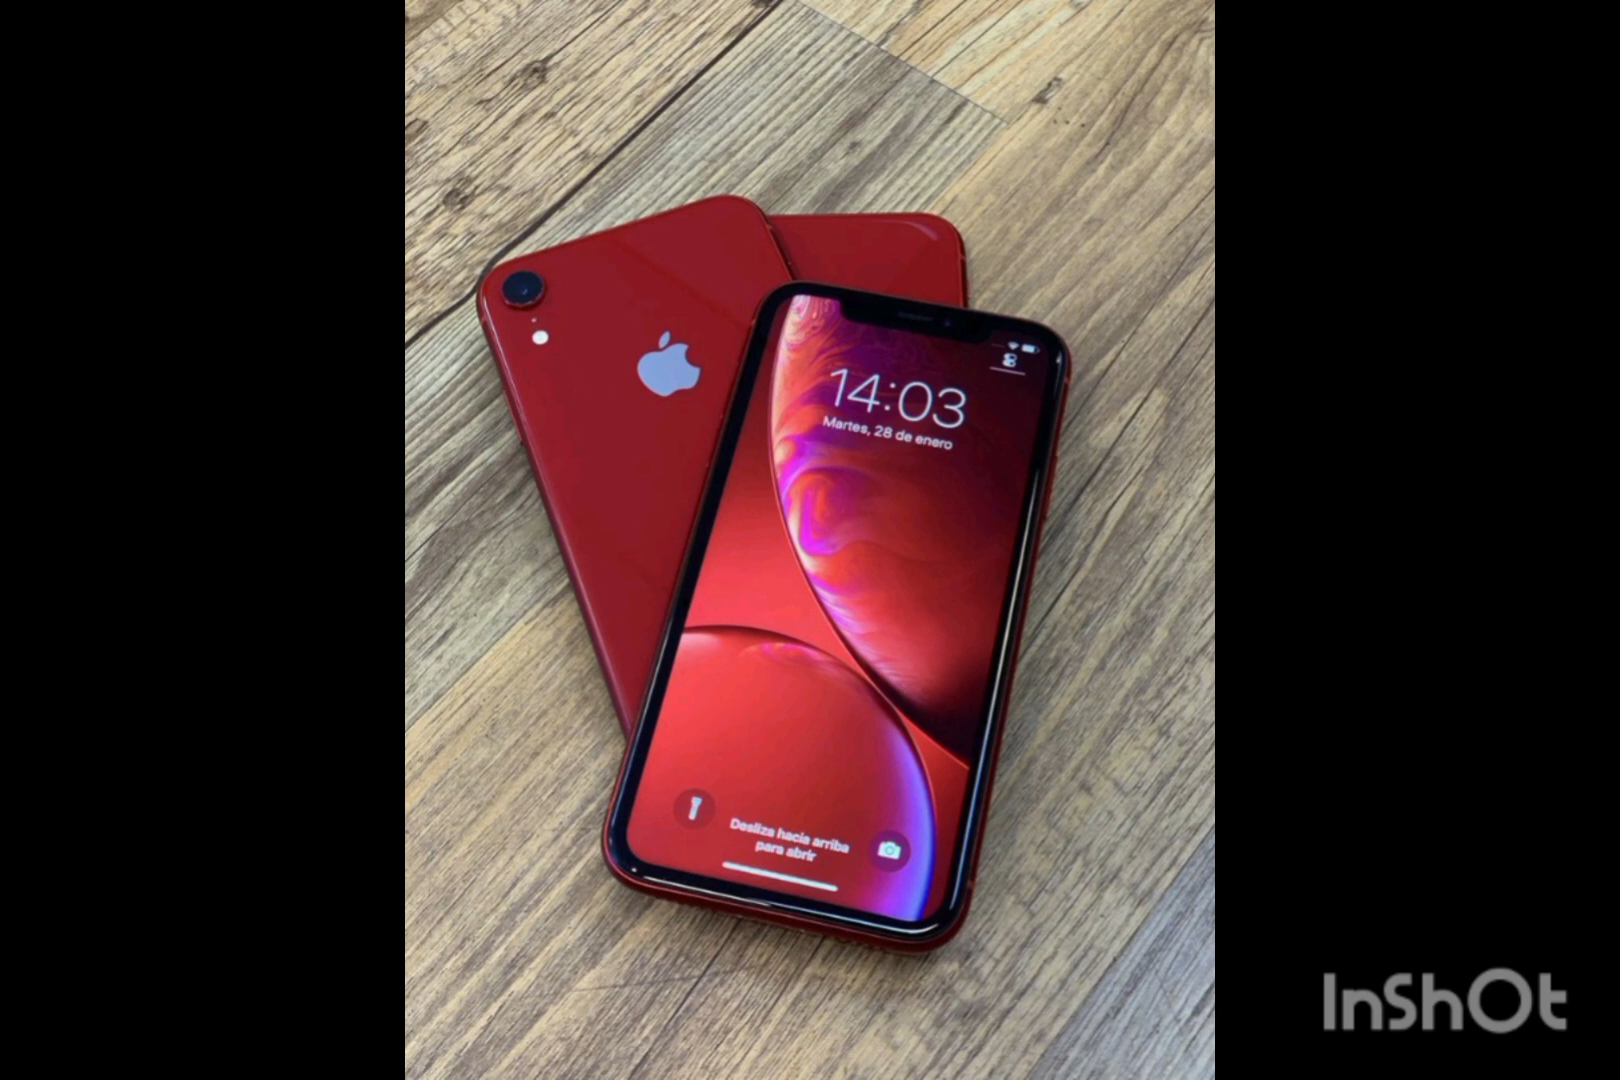 14:03
Martes, 28 de enero
Desliza hacia arriba
para abrir
InShOt